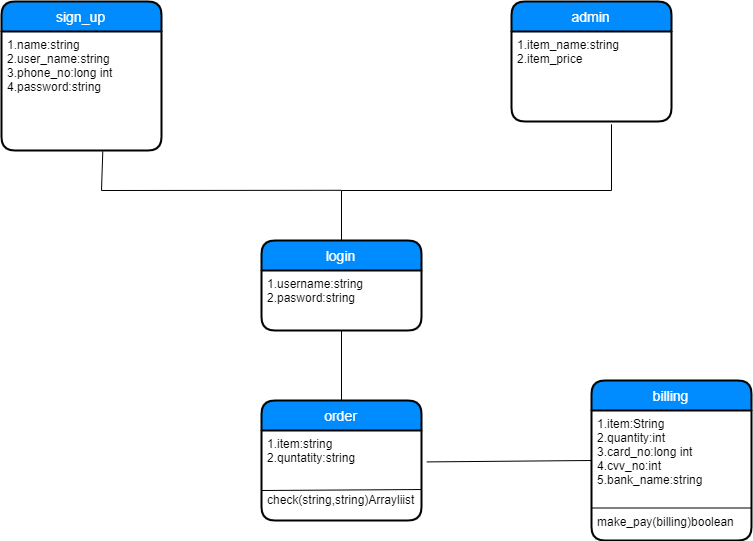 sign_up
1.name:string
2.user_name:string
3.phone_no:long int
4.password:string
admin
1.item_name:string
2.item_price
login
1.username:string
2.pasword:string
order
1.item:string
2.quntatity:string
check(string,string)Arrayliist
billing
1.item:String
2.quantity:int
3.card_no:long int
4.cvv_no:int
5.bank_name:string
make_pay(billing)boolean